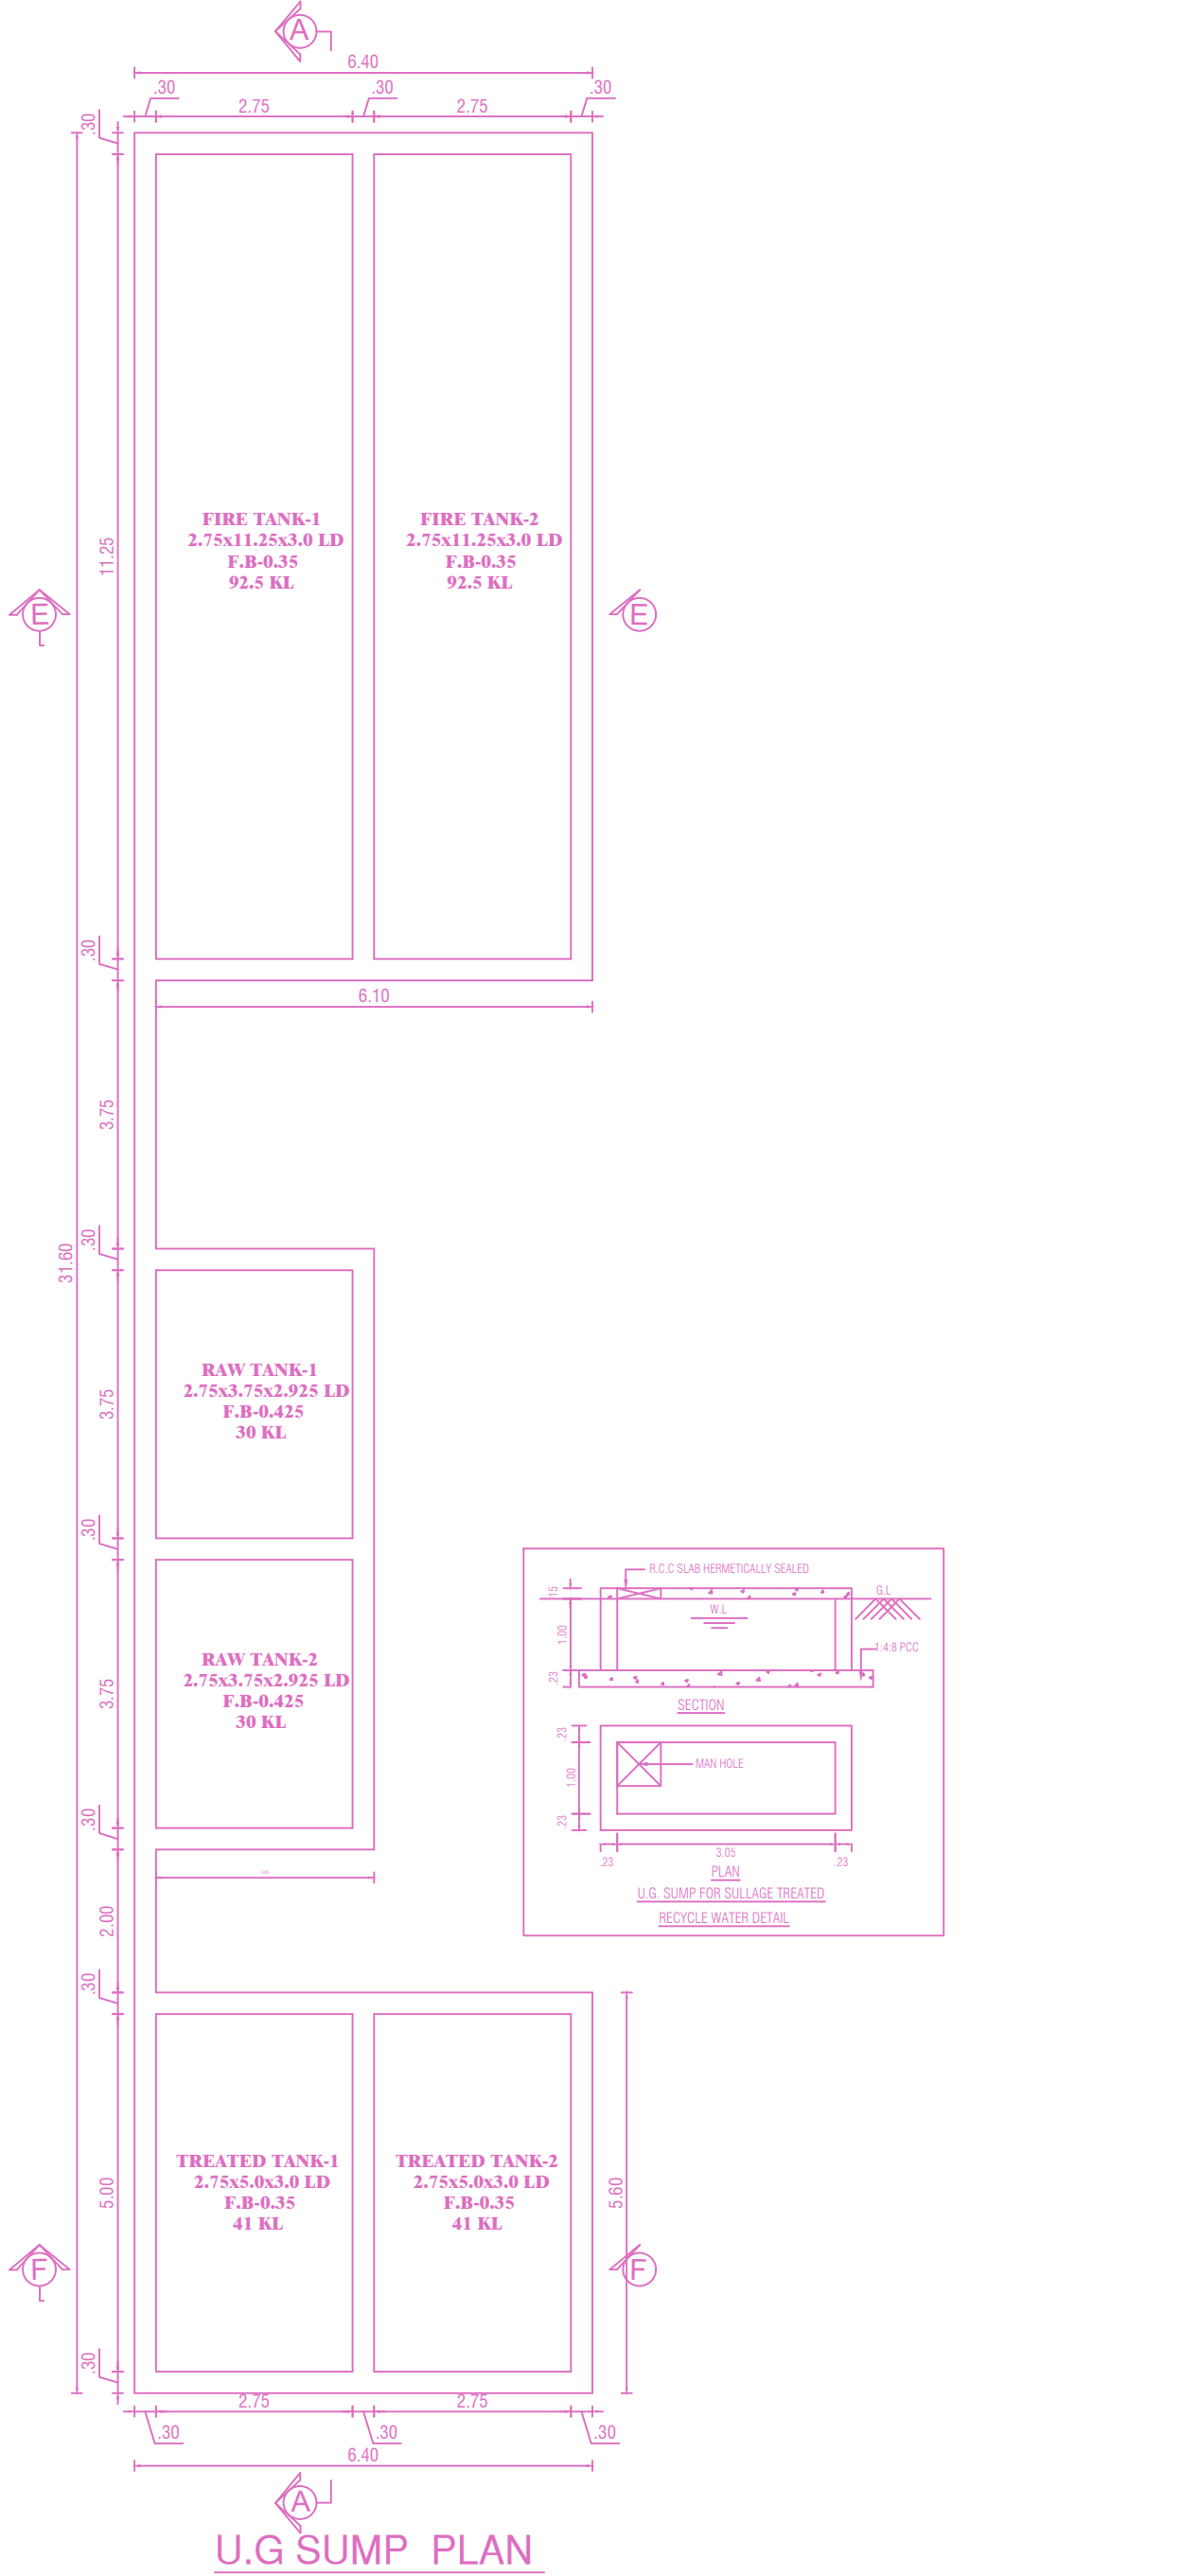 A
6.40
.30
.30
.30
2.75
2.75
.30
11.25
FIRE TANK-1
2.75x11.25x3.0 LD
F.B-0.35
92.5 KL
FIRE TANK-2
2.75x11.25x3.0 LD
F.B-0.35
92.5 KL
E
E
.30
6.10
3.75
.30
31.60
RAW TANK-1
2.75x3.75x2.925 LD
F.B-0.425
30 KL
3.75
.30
RAW TANK-2
2.75x3.75x2.925 LD
F.B-0.425
30 KL
3.75
.30
2.00
.30
R.C.C SLAB HERMETICALLY SEALED
.15
G.L
W.L
1.00
1:4:8 PCC
.23
SECTION
.23
MAN HOLE
1.00
.23
3.05
.23
.23
PLAN
U.G. SUMP FOR SULLAGE TREATED
RECYCLE WATER DETAIL
TREATED TANK-1
2.75x5.0x3.0 LD
F.B-0.35
41 KL
TREATED TANK-2
2.75x5.0x3.0 LD
F.B-0.35
41 KL
5.00
5.60
F
F
.30
2.75
2.75
.30
.30
.30
6.40
A
U.G SUMP PLAN